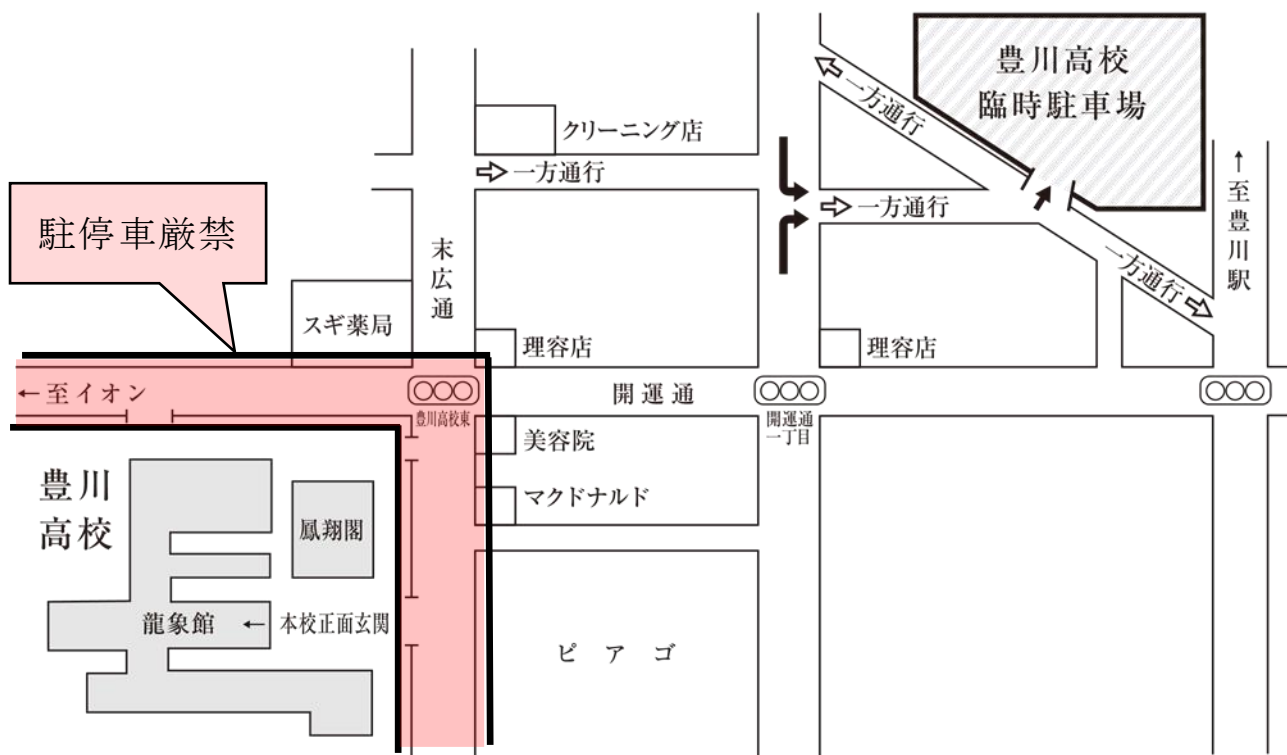 豊川高校
臨時駐車場
一方通行
クリーニング店
一方通行
一方通行
↑至豊川駅
駐停車厳禁
末広通
一方通行
スギ薬局
理容店
理容店
←至イオン
開運通
豊川高校東
開運通
一丁目
美容院
マクドナルド
豊川
高校
鳳翔閣
龍象館
← 本校正面玄関
ピアゴ